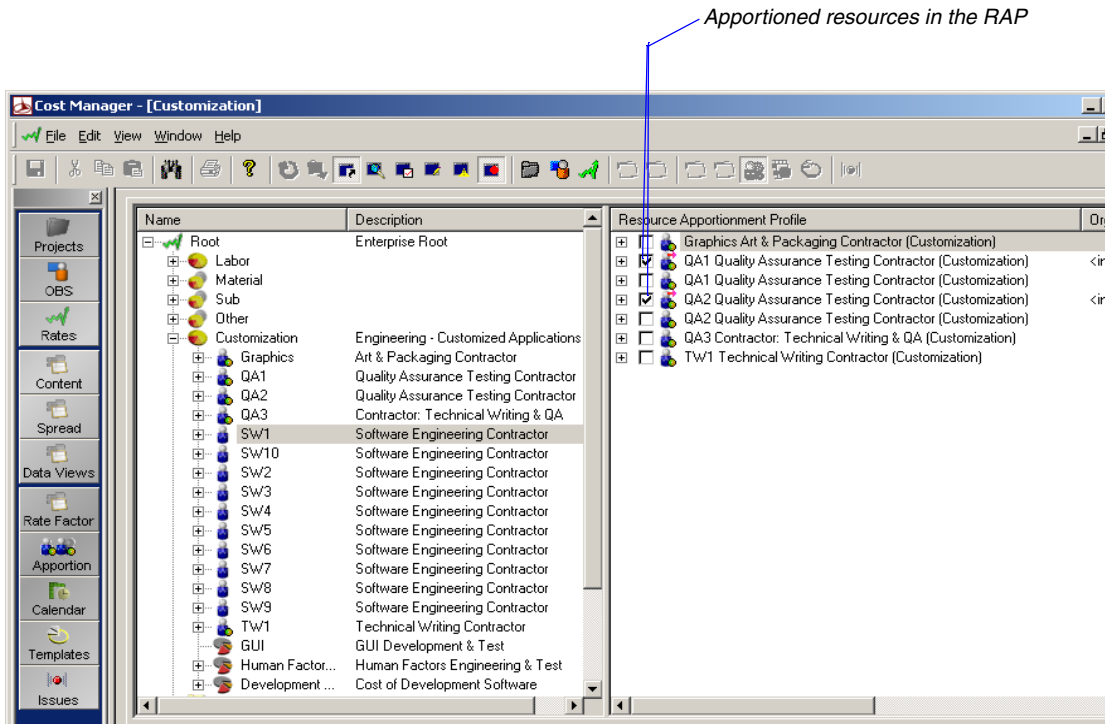 Apportioned resources in the RAP
Cost Manager - [Customization]
File Edit View Window Help
Projects
OBS
Rates
Content
Spread
Data Views
Rate Factor
Apportion
Calendar
Templates
Issues
Name Description
Root Enterprise Root
Labor
Material
Sub
Other
Customization Engineering - Customized Applications
Graphics Art & Packaging Contractor
QA1 Quality Assurance Testing Contractor
QA2 Quality Assurance Testing Contractor
QA3 Contractor: Technical Writing & QA
SW1 Software Engineering Contractor
SW10 Software Engineering Contractor
SW2 Software Engineering Contractor
SW3 Software Engineering Contractor
SW4 Software Engineering Contractor
SW5 Software Engineering Contractor
SW6 Software Engineering Contractor
SW7 Software Engineering Contractor
SW8 Software Engineering Contractor
SW9 Software Engineering Contractor
TW1 Technical Writing Contractor
GUI GUI Development & Test
Human Factor... Human Factors Engineering & Test
Development ... Cost of Development Software
Resource Apportionment Profile
Graphics Art & Packaging Contractor (Customization)
QA1 Quality Assurance Testing Contractor (Customization) <in
QA1 Quality Assurance Testing Contractor (Customization)
QA2 Quality Assurance Testing Contractor (Customization) <in
QA2 Quality Assurance Testing Contractor (Customization)
QA3 Contractor: Technical Writing & QA (Customization)
TW1 Technical Writing Contractor (Customization)